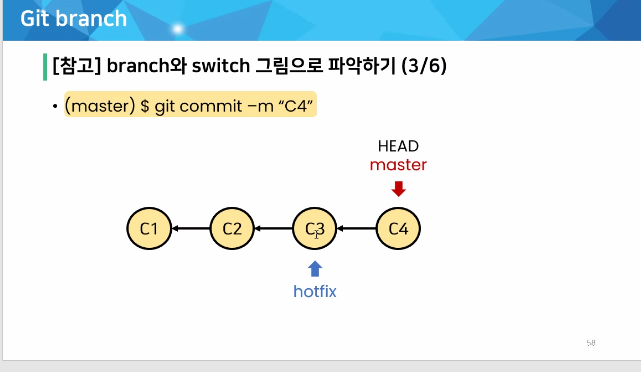 Git branch
[참고] branch와 switch 그림으로 파악하기 (3/6)
• (master) $ git commit –m “C4”
HEAD
master
C1 C2 C3 C4
hotfix
58